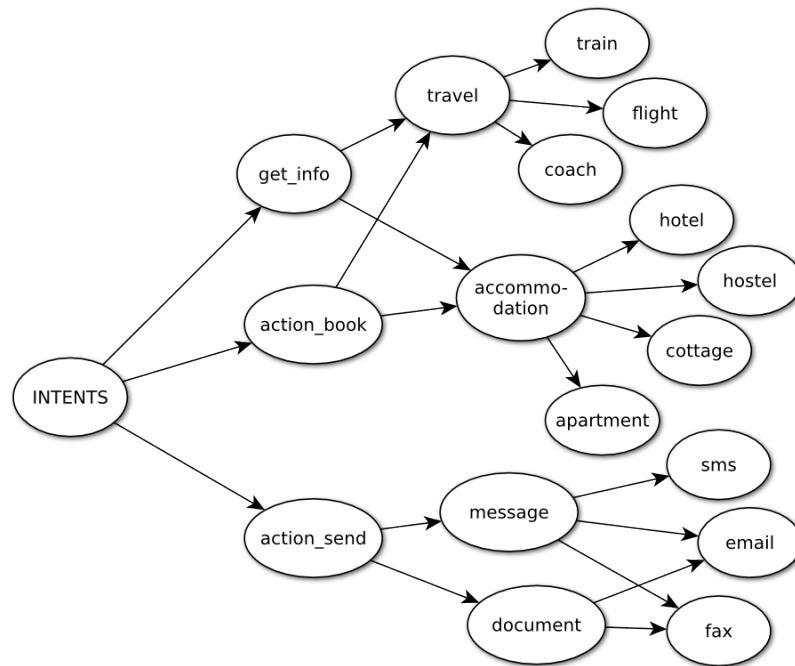 train
travel
flight
coach
get_info
hotel
accommo-
dation
hostel
action_book
cottage
INTENTS
apartment
sms
message
action_send
email
document
fax